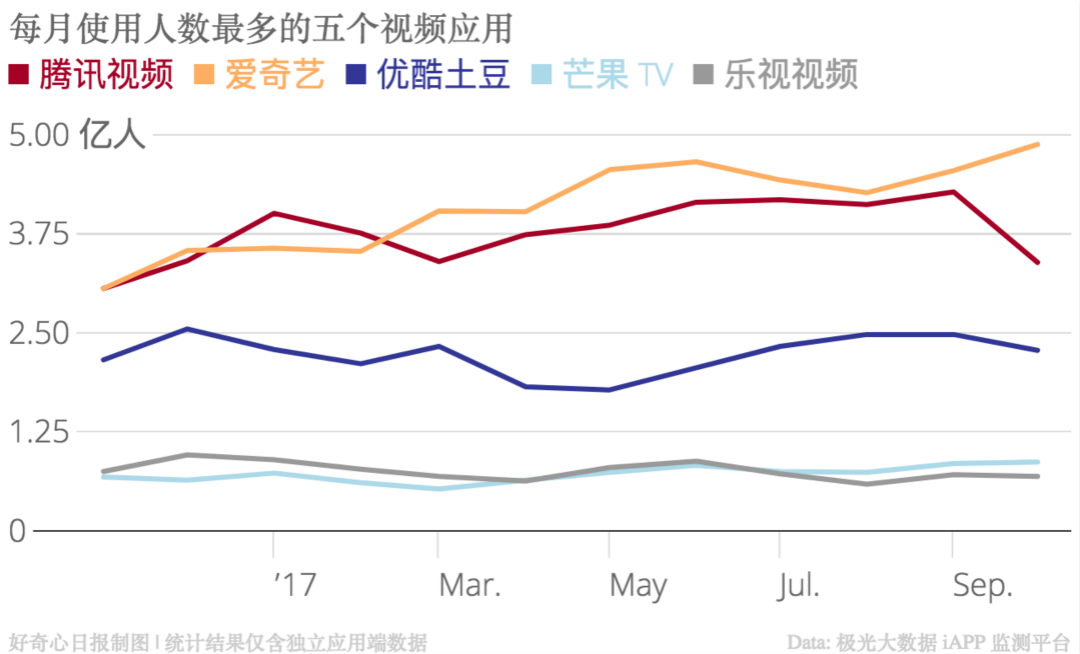 每月使用人数最多的五个视频应用
腾讯视频 爱奇艺 优酷土豆 芒果 TV 乐视视频
5.00 亿人
3.75
2.50
1.25
0
’17 Mar. May Jul. Sep.
好奇心日报制图 | 统计结果仅含独立应用端数据 Data: 极光大数据 iAPP 监测平台